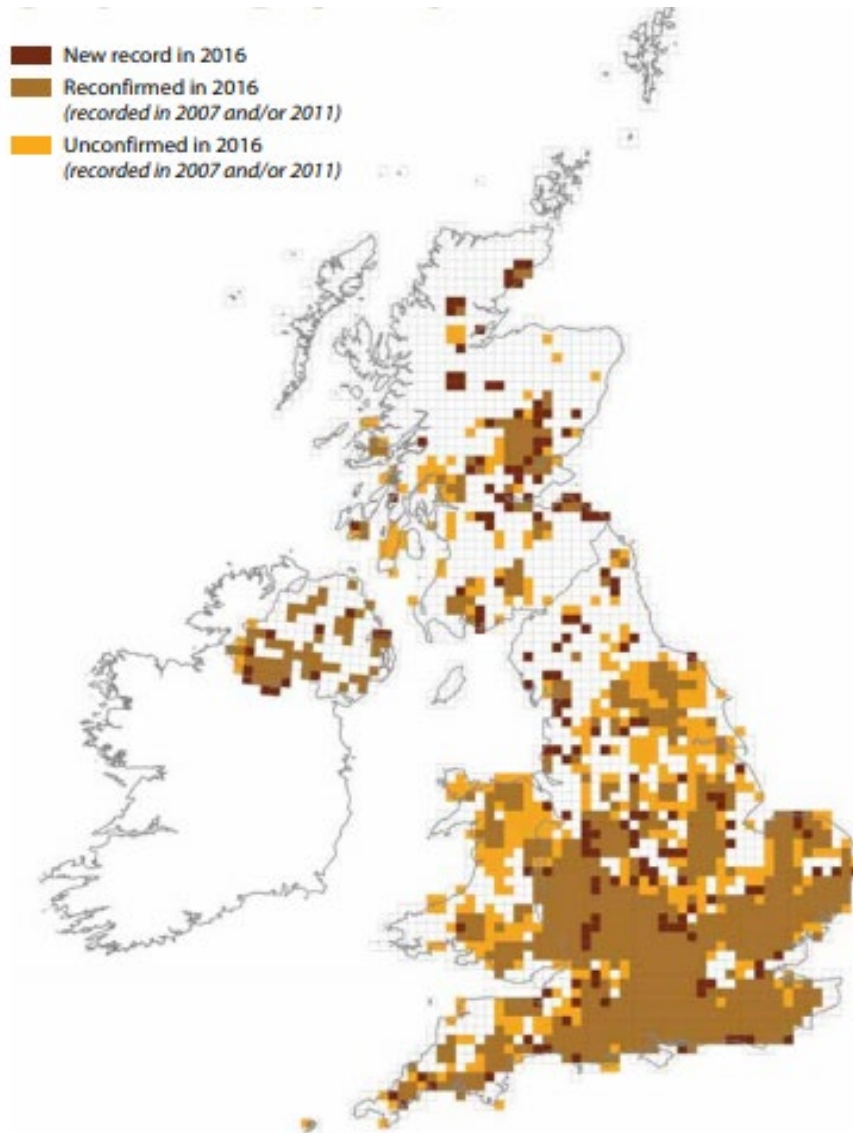 New record in 2016
Reconfirmed in 2016
(recorded in 2007 and/or 2011)
Unconfirmed in 2016
(recorded in 2007 and/or 2011)